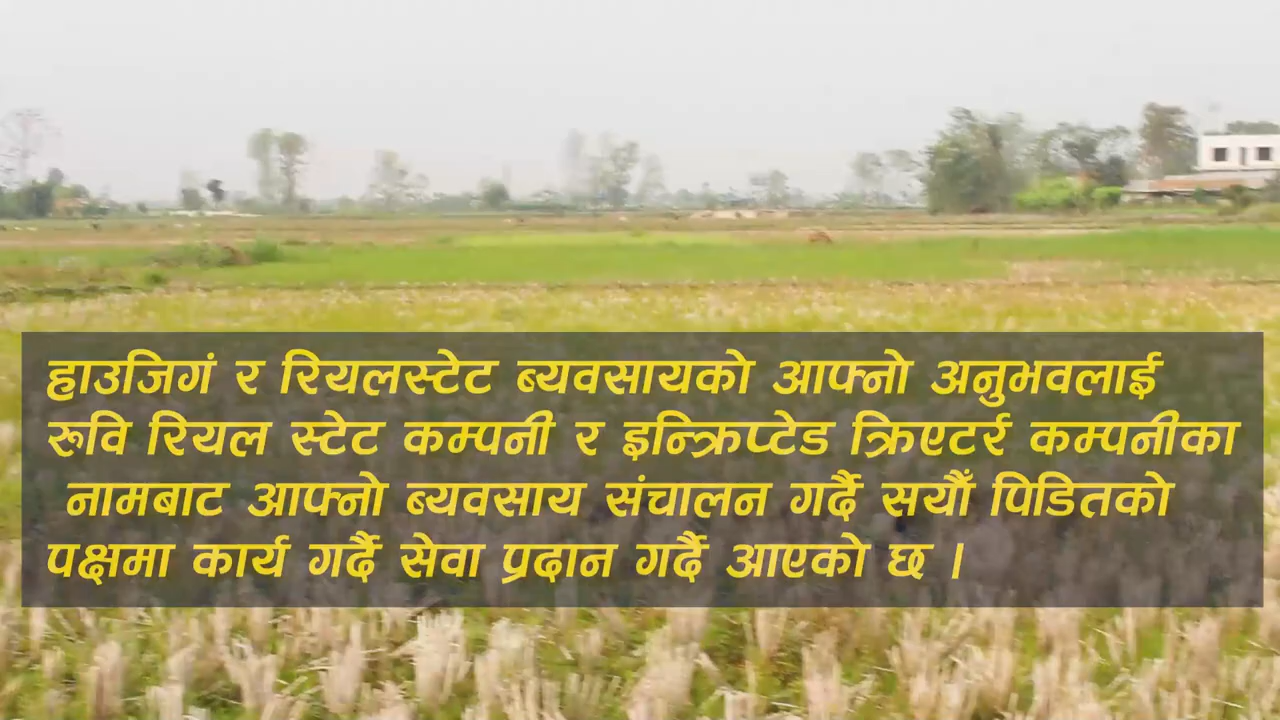 हाउजिगं र रियलस्टेट ब्यवसायको आफ्नो अनुभवलाई
रूवि रियल स्टेट कम्पनी र इन्क्रिप्टेड क्रिएटर्र कम्पनीका
नामबाट आफ्नो ब्यवसाय संचालन गर्दै सयौँ पिडितको
पक्षमा कार्य गर्दै सेवा प्रदान गर्दै आएको छ ।